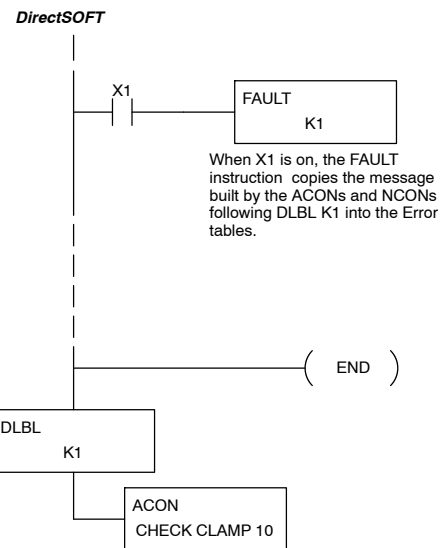 DirectSOFT
X1
FAULT
K1
When X1 is on, the FAULT
instruction copies the message
built by the ACONs and NCONs
following DLBL K1 into the Error
tables.
END
DLBL
K1
ACON
CHECK CLAMP 10